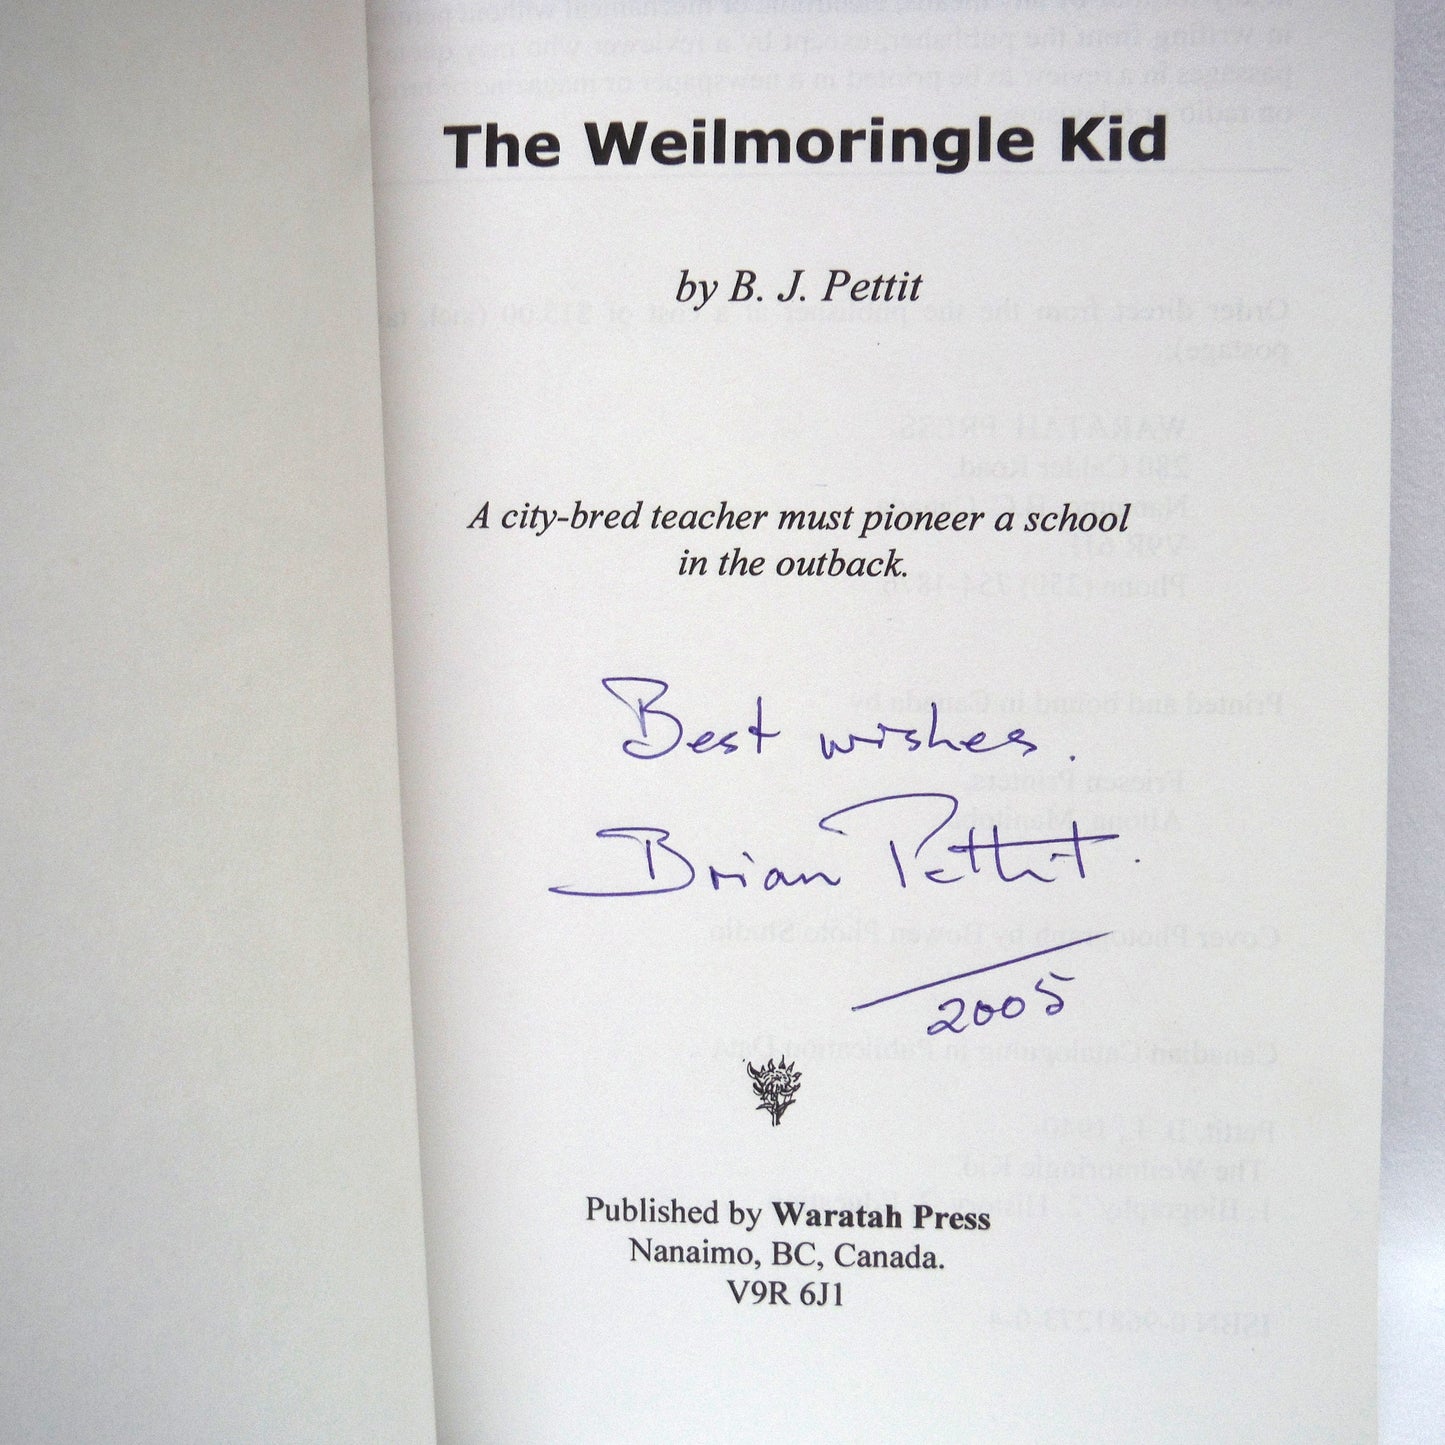 The Weilmoringle Kid
by B. J. Pettit
A city-bred teacher must pioneer a school
in the outback.
Best wishes.
Brian Pettit.
2005
Published by Waratah Press
Nanaimo, BC, Canada.
V9R 6J1